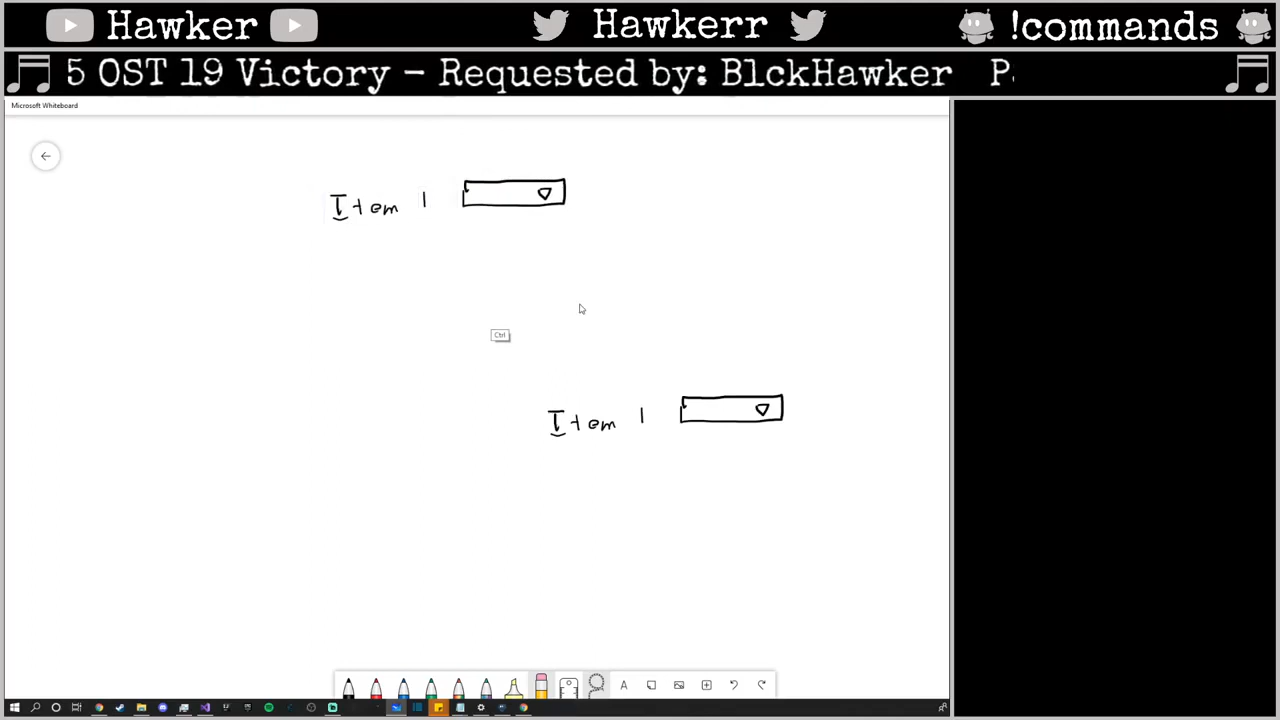 Hawker
Hawkerr
!commands
5 OST 19 Victory - Requested by: BlckHawker P
Microsoft Whiteboard
Item 1
Ctrl
Item 1
A